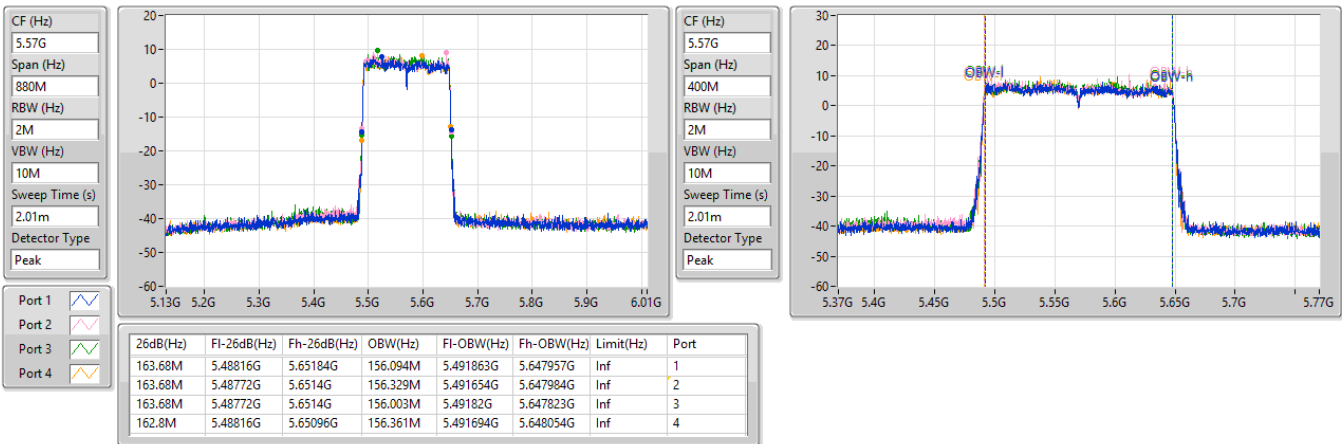 CF (Hz)
5.57G
Span (Hz)
880M
RBW (Hz)
2M
VBW (Hz)
10M
Sweep Time (s)
2.01m
Detector Type
Peak
20
10
0
-10
-20
-30
-40
-50
-60
5.13G 5.2G 5.3G 5.4G 5.5G 5.6G 5.7G 5.8G 5.9G 6.01G
CF (Hz)
5.57G
Span (Hz)
400M
RBW (Hz)
2M
VBW (Hz)
10M
Sweep Time (s)
2.01m
Detector Type
Peak
30
20
10
0
-10
-20
-30
-40
-50
-60
OBW-l OBW-h
5.37G 5.4G 5.45G 5.5G 5.55G 5.6G 5.65G 5.7G 5.77G
Port 1
Port 2
Port 3
Port 4
26dB(Hz) Fl-26dB(Hz) Fh-26dB(Hz) OBW(Hz) Fl-OBW(Hz) Fh-OBW(Hz) Limit(Hz) Port
163.68M 5.48816G 5.65184G 156.094M 5.491863G 5.647957G Inf 1
163.68M 5.48772G 5.6514G 156.329M 5.491654G 5.647984G Inf 2
163.68M 5.48772G 5.6514G 156.003M 5.49182G 5.647823G Inf 3
162.8M 5.48816G 5.65096G 156.361M 5.491694G 5.648054G Inf 4